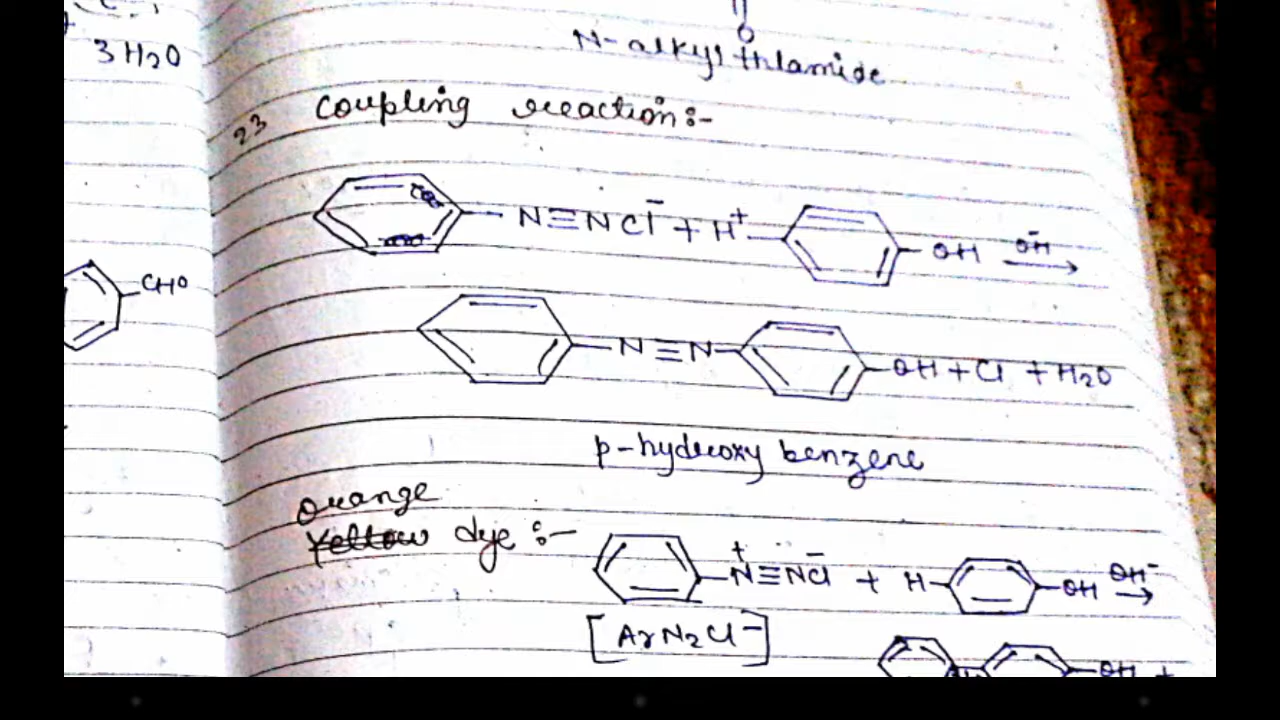 3H2O
CHO
O
N-alkyl thlamide
23 Coupling reaction:-
N≡NCl⁻ + H⁺ OH OH⁻ →
N≡N OH + Cl + H2O
p-hydroxy benzene
Orange
Yellow dye :-
N⁺≡NCl⁻ + H OH OH⁻ →
[ArN2Cl⁻]
OH +